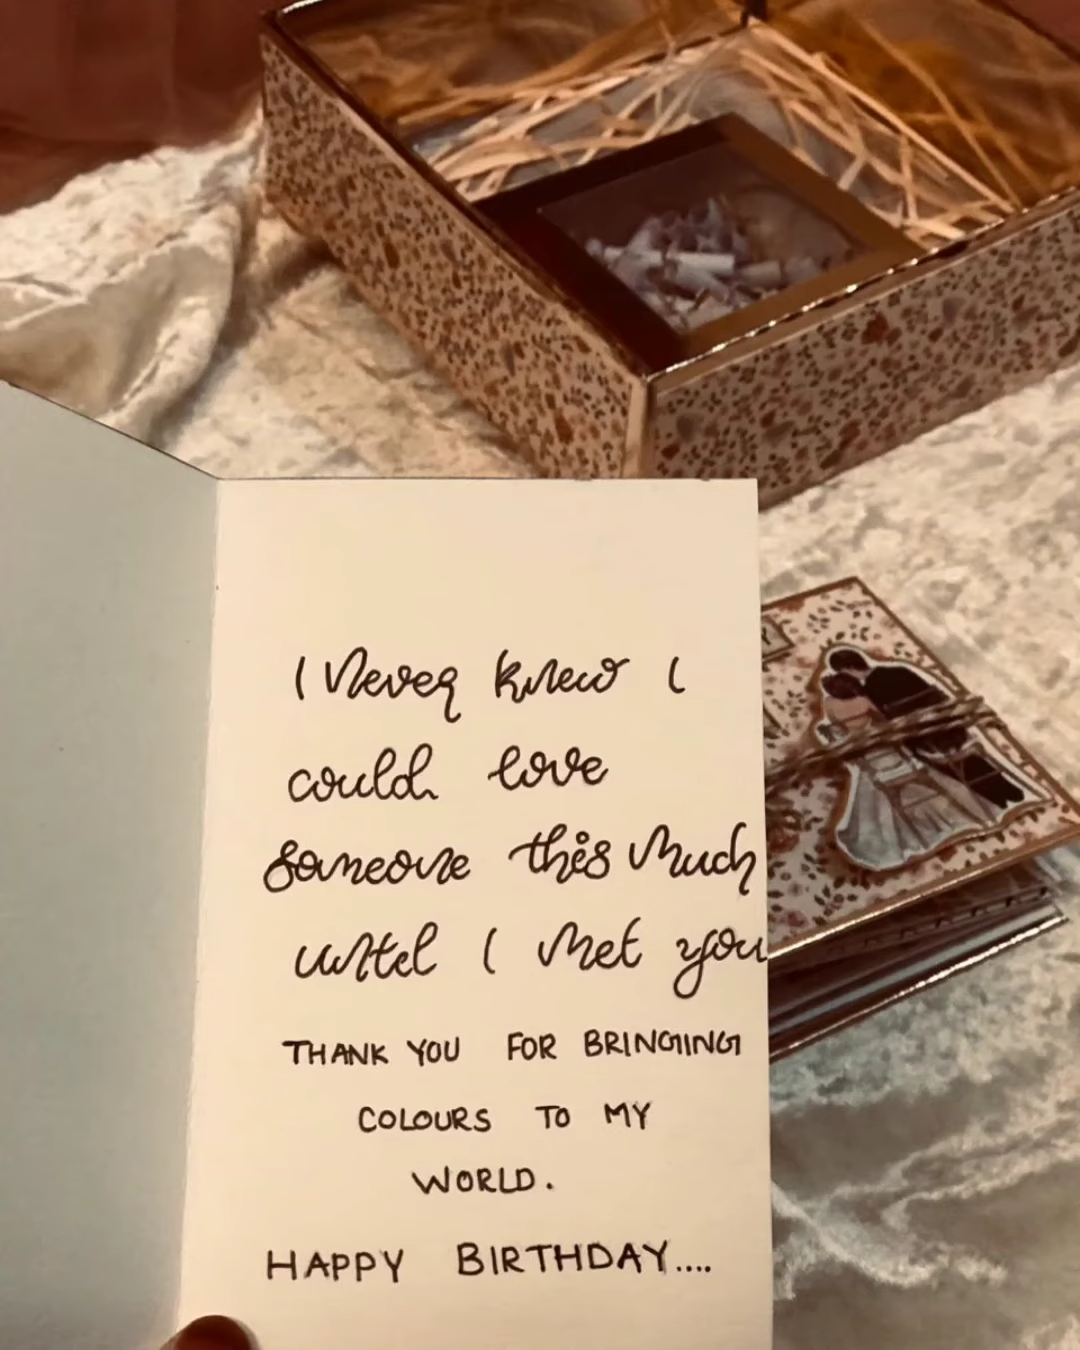 I Never knew I
could love
someone this Much
until I Met you
THANK YOU FOR BRINGIING
COLOURS TO MY
WORLD.
HAPPY BIRTHDAY....